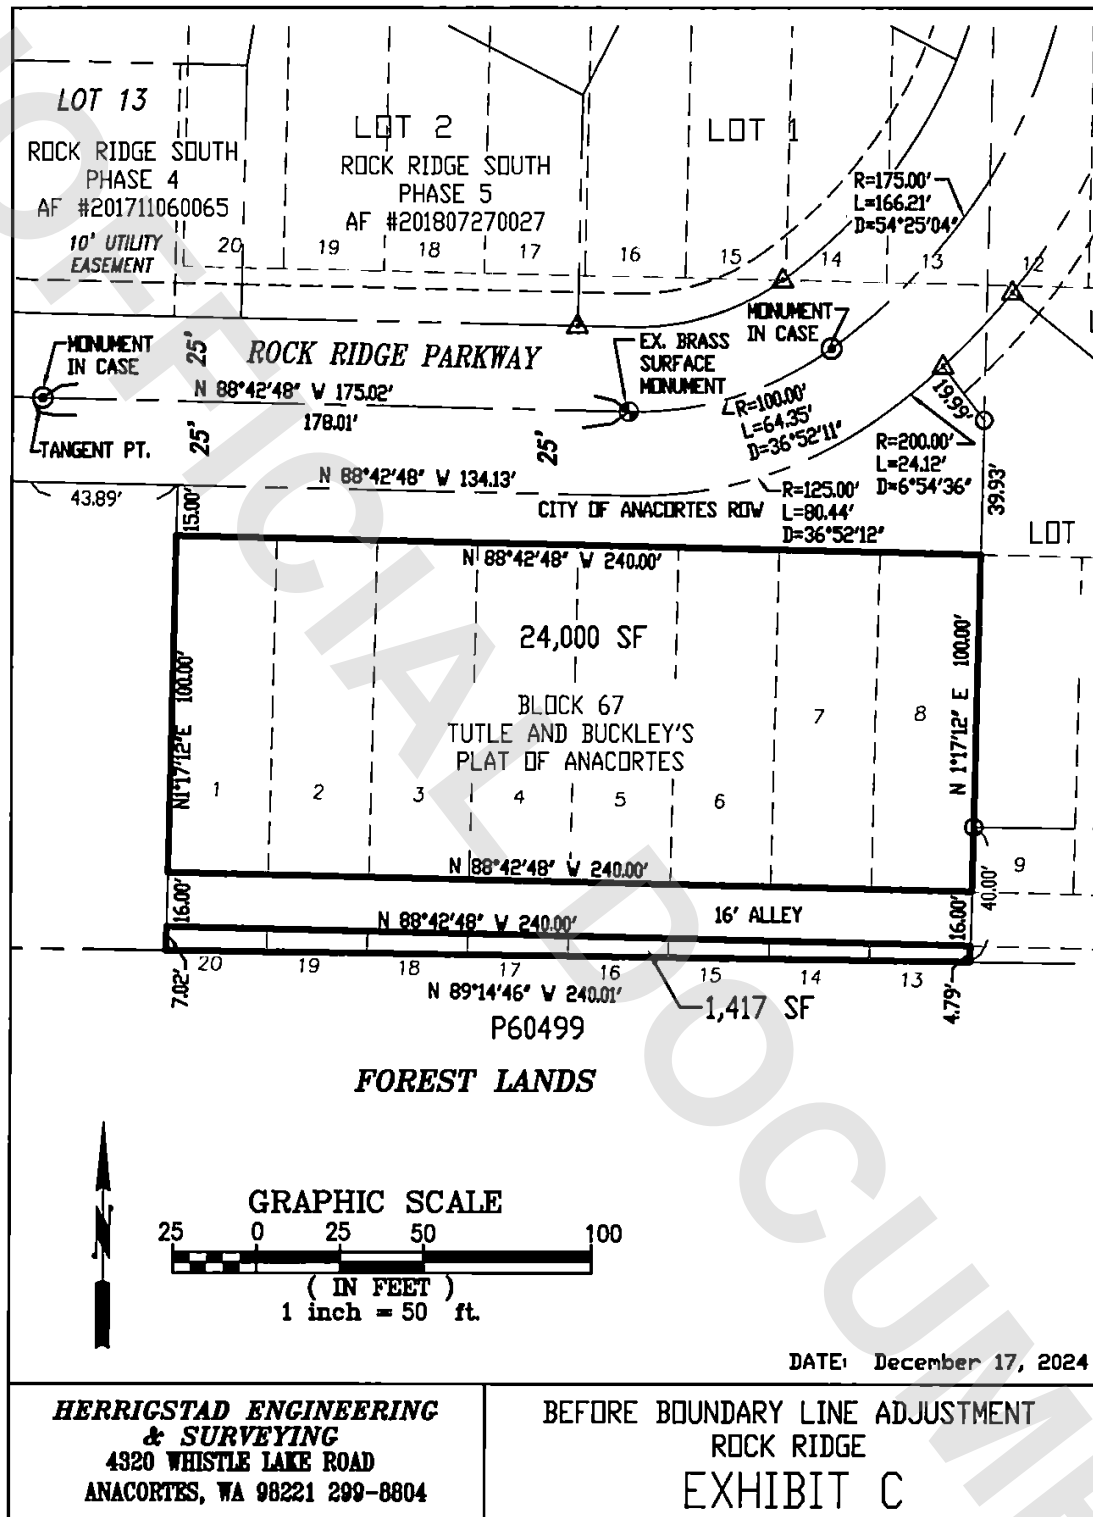 LOT 13
ROCK RIDGE SOUTH
PHASE 4
AF #201711060065
10' UTILITY
EASEMENT
LOT 2
ROCK RIDGE SOUTH
PHASE 5
AF #201807270027
LOT 1
R=175.00'
L=166.21'
D=54°25'04"
20
19
18
17
16
15
14
13
12
MONUMENT
IN CASE
TANGENT PT.
43.89'
25'
25'
ROCK RIDGE PARKWAY
N 88°42'48" W 175.02'
178.01'
N 88°42'48" W 134.13'
25'
EX. BRASS
SURFACE
MONUMENT
MONUMENT
IN CASE
R=100.00'
L=64.35'
D=36°52'11"
19.99'
R=200.00'
L=24.12'
D=6°54'36"
R=125.00'
L=80.44'
D=36°52'12"
CITY OF ANACORTES ROW
39.93'
LOT
15.00'
N 88°42'48" W 240.00'
24,000 SF
BLOCK 67
TUTLE AND BUCKLEY'S
PLAT OF ANACORTES
N1°17'12"E 100.00'
N 1°17'12" E 100.00'
1
2
3
4
5
6
7
8
9
N 88°42'48" W 240.00'
16.00'
16' ALLEY
N 88°42'48" W 240.00'
16.00'
40.00'
20
19
18
17
16
15
14
13
7.02'
N 89°14'46" W 240.01'
1,417 SF
4.79'
P60499
FOREST LANDS
N
GRAPHIC SCALE
25 0 25 50 100
( IN FEET )
1 inch = 50 ft.
DATE: December 17, 2024
HERRIGSTAD ENGINEERING
& SURVEYING
4320 WHISTLE LAKE ROAD
ANACORTES, WA 98221 299-8804
BEFORE BOUNDARY LINE ADJUSTMENT
ROCK RIDGE
EXHIBIT C
OFFICIAL DOCUME